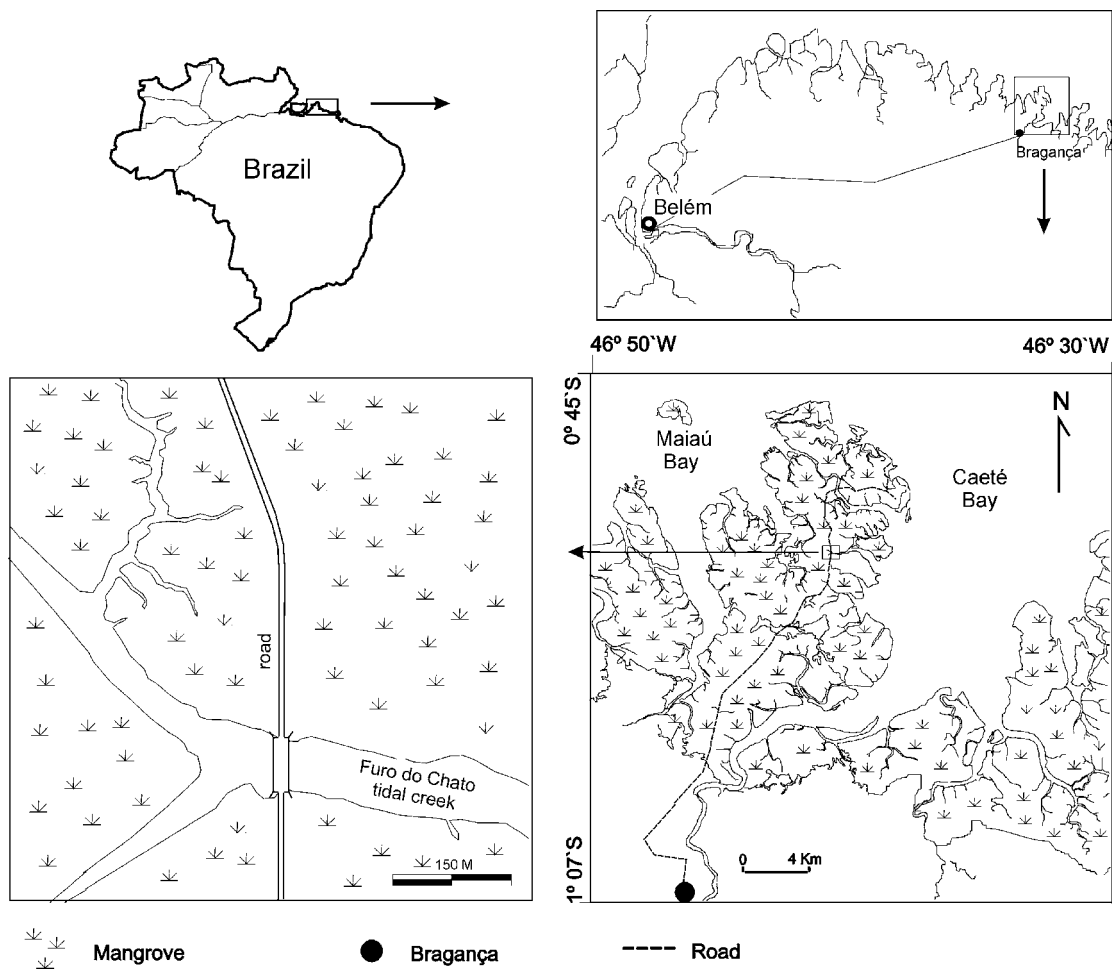 Brazil
Belém
Bragança
46º 50`W
46º 30`W
0º 45`S
1º 07`S
Maiaú
Bay
Caeté
Bay
N
0 4 Km
road
Furo do Chato
tidal creek
150 M
Mangrove
Bragança
Road